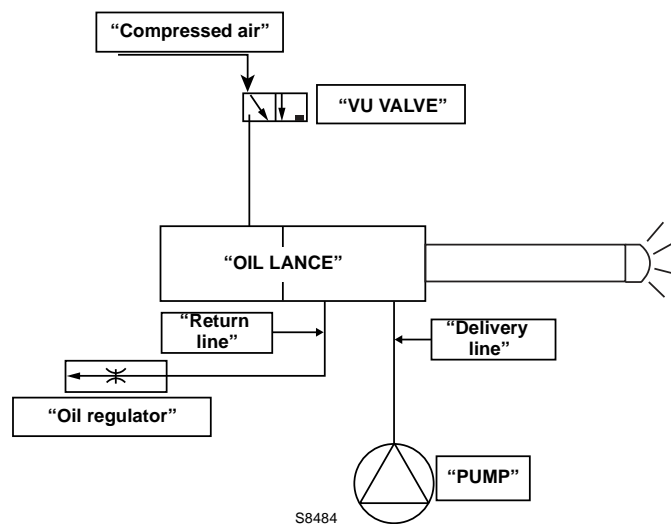 “Compressed air”
“VU VALVE”
“OIL LANCE”
“Return
line”
“Delivery
line”
“Oil regulator”
“PUMP”
S8484